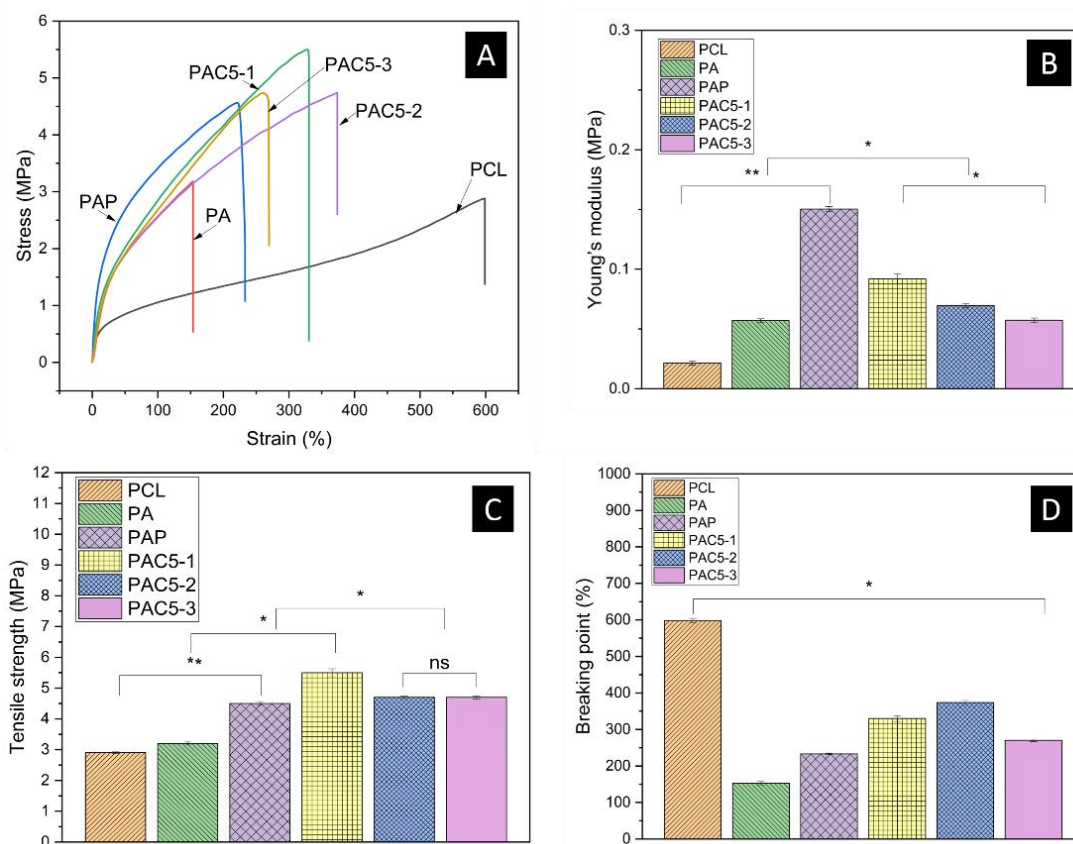 A
Stress (MPa)
6
5
4
3
2
1
0
PAC5-1
PAC5-3
PAC5-2
PAP
PA
PCL
0 100 200 300 400 500 600
Strain (%)
B
Young's modulus (MPa)
0.3
0.2
0.1
0.0
PCL
PA
PAP
PAC5-1
PAC5-2
PAC5-3
*
**
*
C
Tensile strength (MPa)
12
11
10
9
8
7
6
5
4
3
2
1
0
PCL
PA
PAP
PAC5-1
PAC5-2
PAC5-3
*
*
**
ns
D
Breaking point (%)
1000
900
800
700
600
500
400
300
200
100
0
PCL
PA
PAP
PAC5-1
PAC5-2
PAC5-3
*